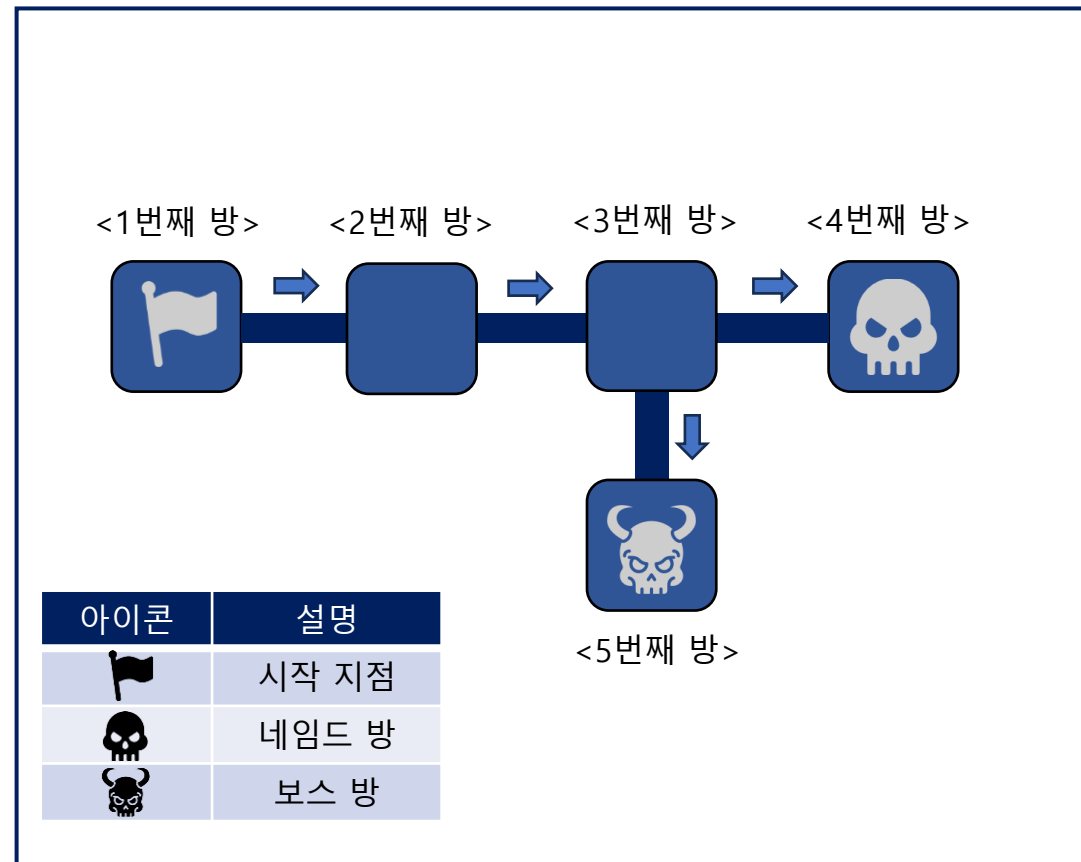 <1번째 방>
<2번째 방>
<3번째 방>
<4번째 방>
<5번째 방>
아이콘 설명
시작 지점
네임드 방
보스 방